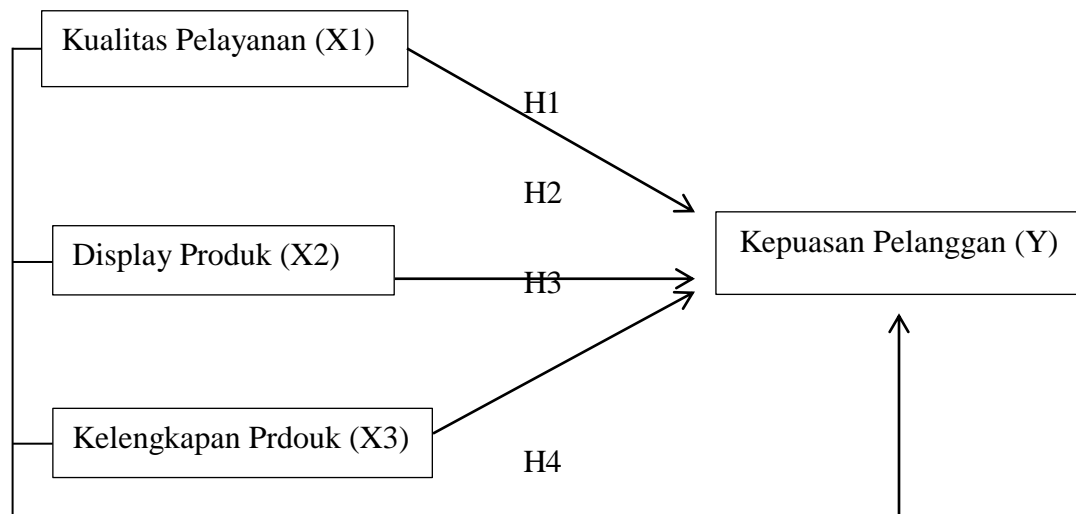 Kualitas Pelayanan (X1)
H1
H2
Display Produk (X2)
Kepuasan Pelanggan (Y)
H3
Kelengkapan Prdouk (X3)
H4